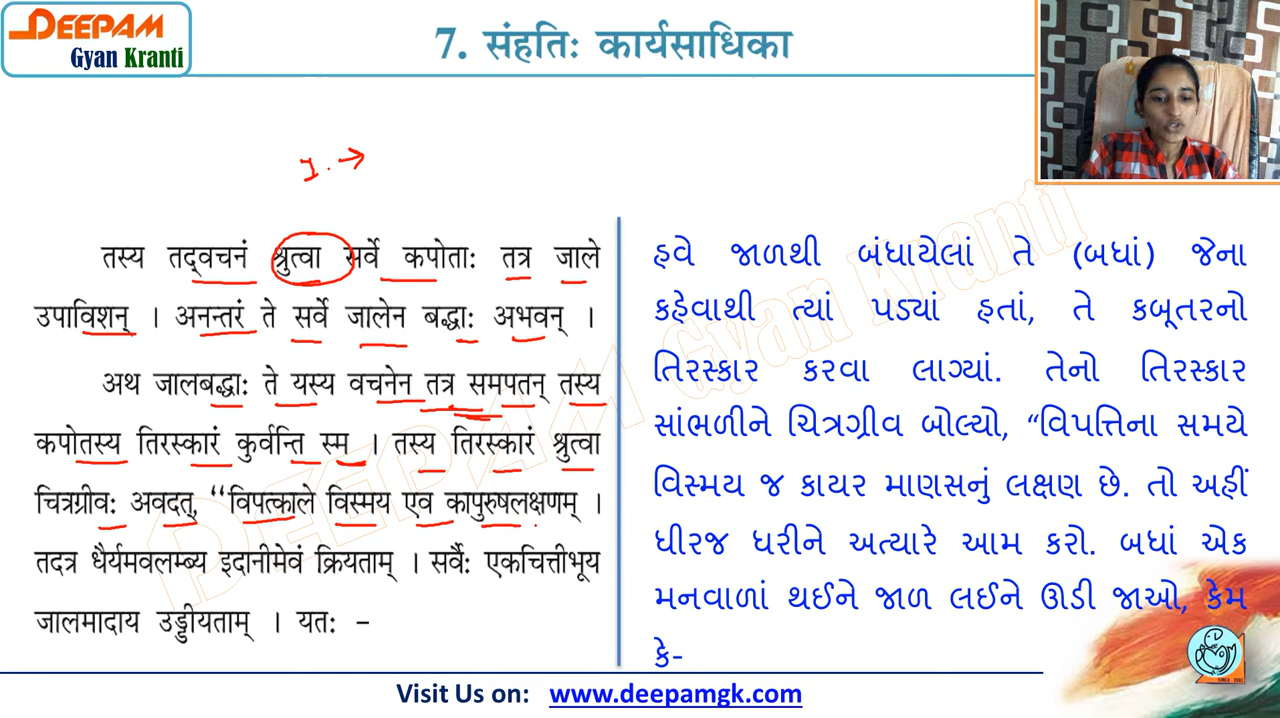 DEEPAM
Gyan Kranti
7. संहतिः कार्यसाधिका
1. →
तस्य तद्वचनं श्रुत्वा सर्वे कपोताः तत्र जाले
उपाविशन् । अनन्तरं ते सर्वे जालेन बद्धाः अभवन् ।
अथ जालबद्धाः ते यस्य वचनेन तत्र समपतन् तस्य
कपोतस्य तिरस्कारं कुर्वन्ति स्म । तस्य तिरस्कारं श्रुत्वा
चित्रग्रीवः अवदत्, “विपत्काले विस्मय एव कापुरुषलक्षणम् ।
तदत्र धैर्यमवलम्ब्य इदानीमेवं क्रियताम् । सर्वैः एकचित्तीभूय
जालमादाय उड्डीयताम् । यतः –
હવે જાળથી બંધાયેલાં તે (બધાં) જેના
કહેવાથી ત્યાં પડ્યાં હતાં, તે કબૂતરનો
તિરસ્કાર કરવા લાગ્યાં. તેનો તિરસ્કાર
સાંભળીને ચિત્રગ્રીવ બોલ્યો, “વિપત્તિના સમયે
વિસ્મય જ કાયર માણસનું લક્ષણ છે. તો અહીં
ધીરજ ધરીને અત્યારે આમ કરો. બધાં એક
મનવાળાં થઈને જાળ લઈને ઊડી જાઓ, કેમ
કે-
DEEPAM Gyan Kranti
Visit Us on: www.deepamgk.com